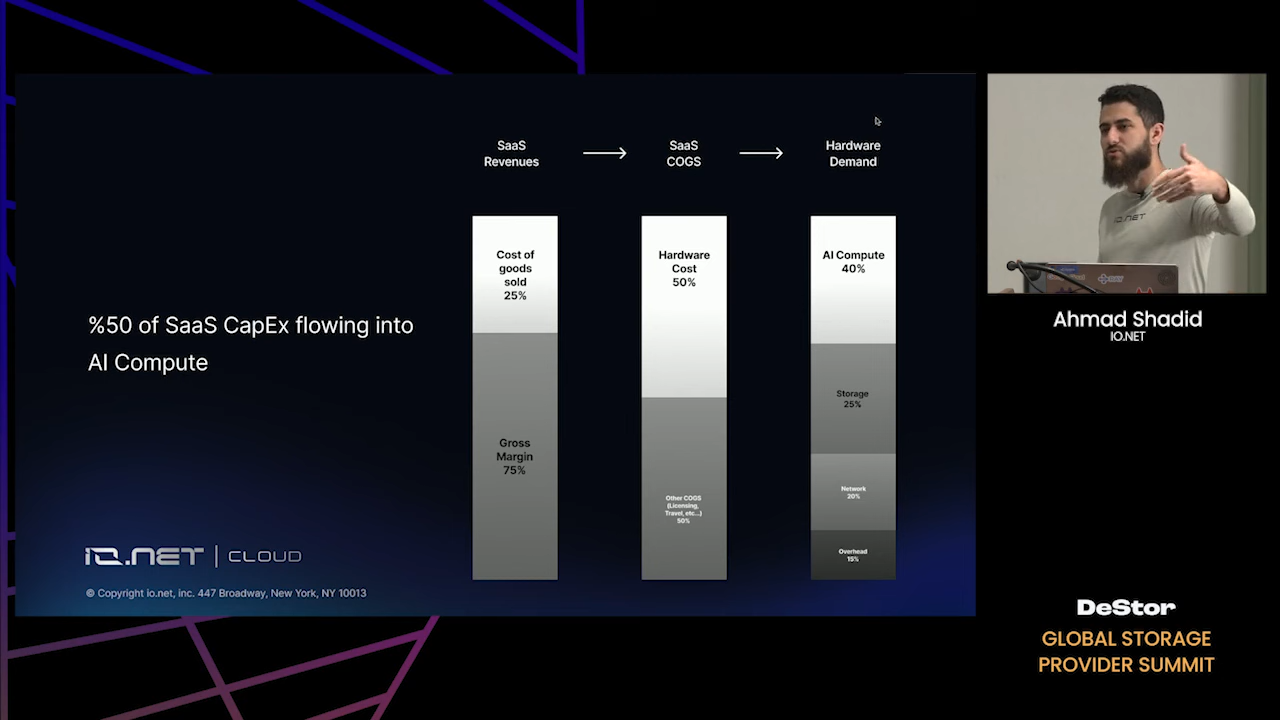 SaaS
Revenues
SaaS
COGS
Hardware
Demand
Cost of
goods
sold
25%
Gross
Margin
75%
Hardware
Cost
50%
Other COGS
(Licensing,
Travel, etc...)
50%
AI Compute
40%
Storage
25%
Network
20%
Overhead
15%
%50 of SaaS CapEx flowing into
AI Compute
IO.NET | CLOUD
© Copyright io.net, inc. 447 Broadway, New York, NY 10013
IO.NET
Ahmad Shadid
IO.NET
DeStor
GLOBAL STORAGE
PROVIDER SUMMIT